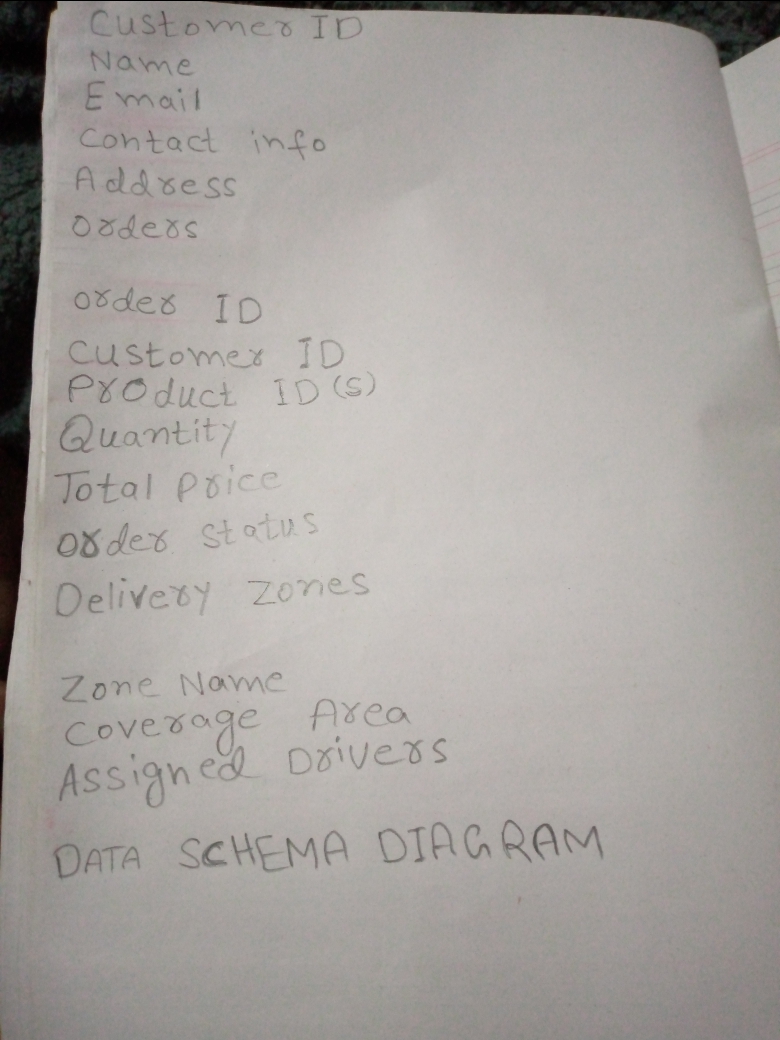 Customer ID
Name
Email
Contact info
Address
orders
order ID
Customer ID
Product ID(s)
Quantity
Total price
order status
Delivery zones
Zone Name
Coverage Area
Assigned Drivers
DATA SCHEMA DIAGRAM